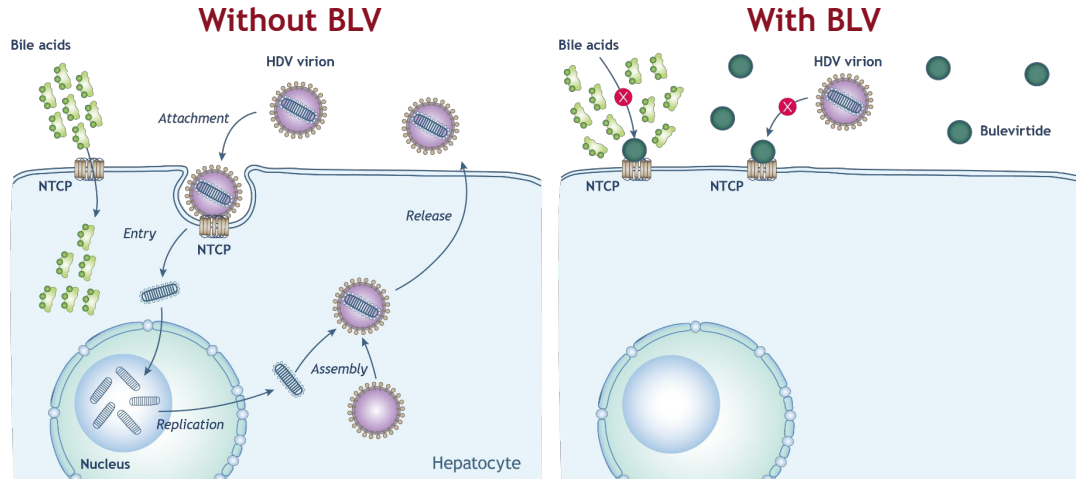 Without BLV
Bile acids
HDV virion
Attachment
NTCP
Entry
NTCP
Release
Assembly
Replication
Nucleus
Hepatocyte
With BLV
Bile acids
HDV virion
X
X
Bulevirtide
NTCP
NTCP